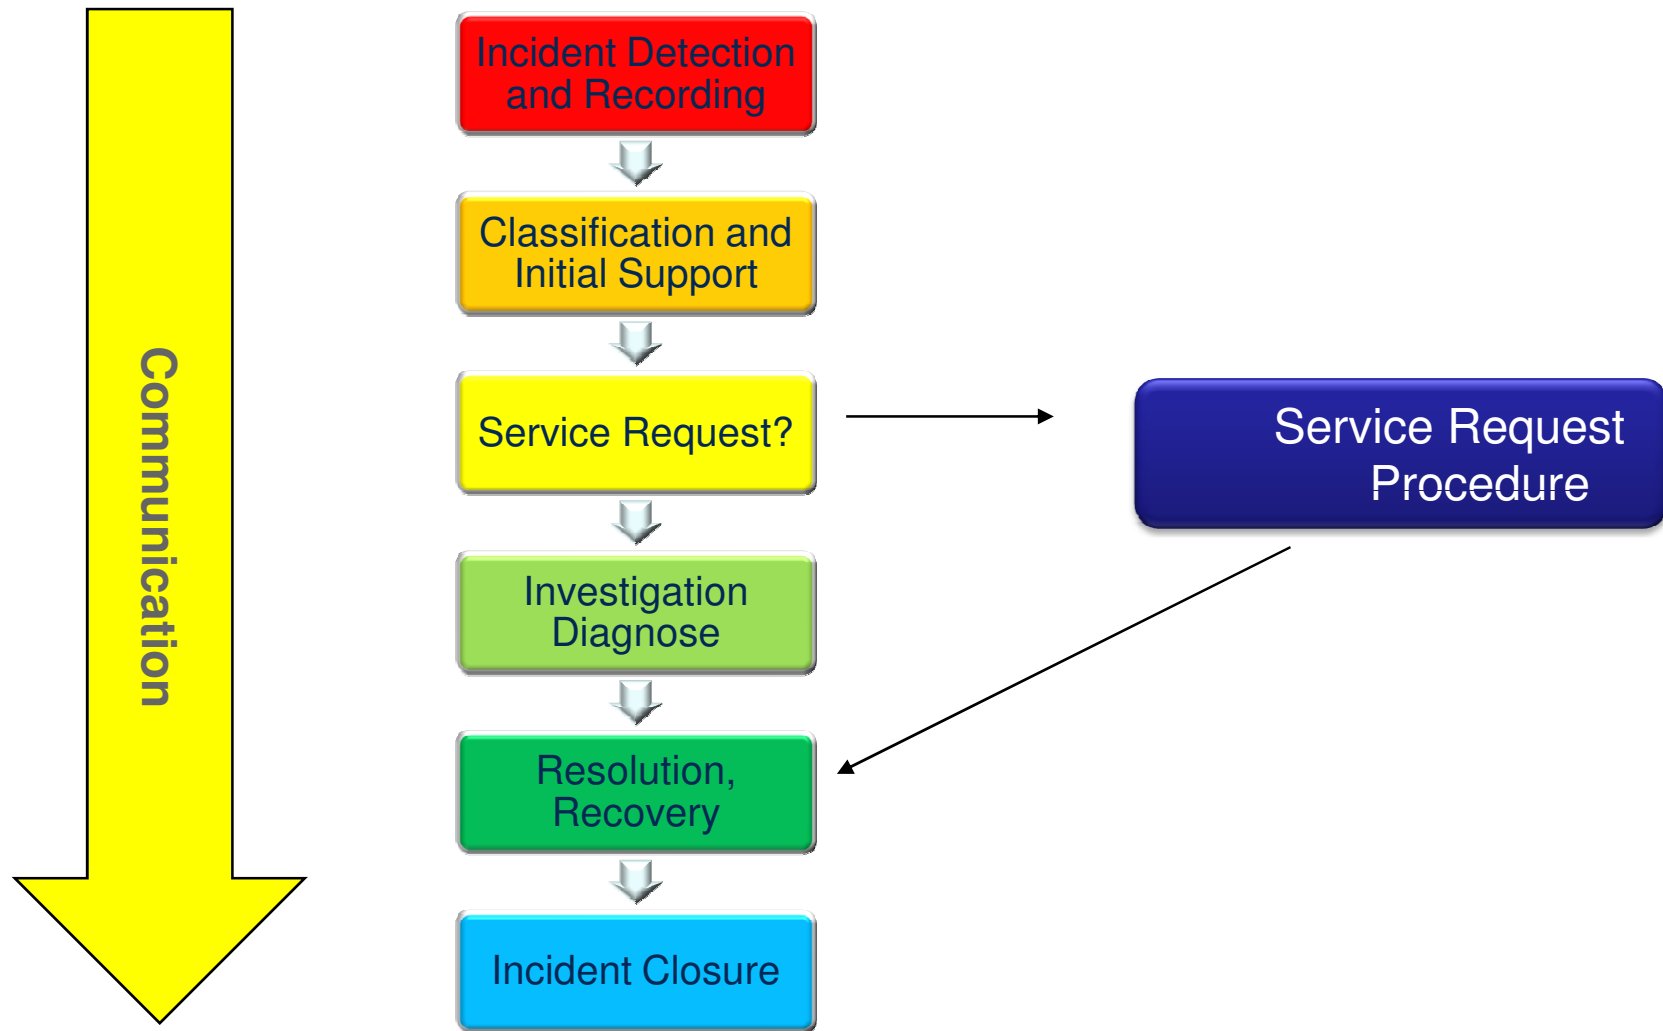 Incident Detection
and Recording
Classification and
Initial Support
Communication
Service Request?
Service Request
Procedure
Investigation
Diagnose
Resolution,
Recovery
Incident Closure